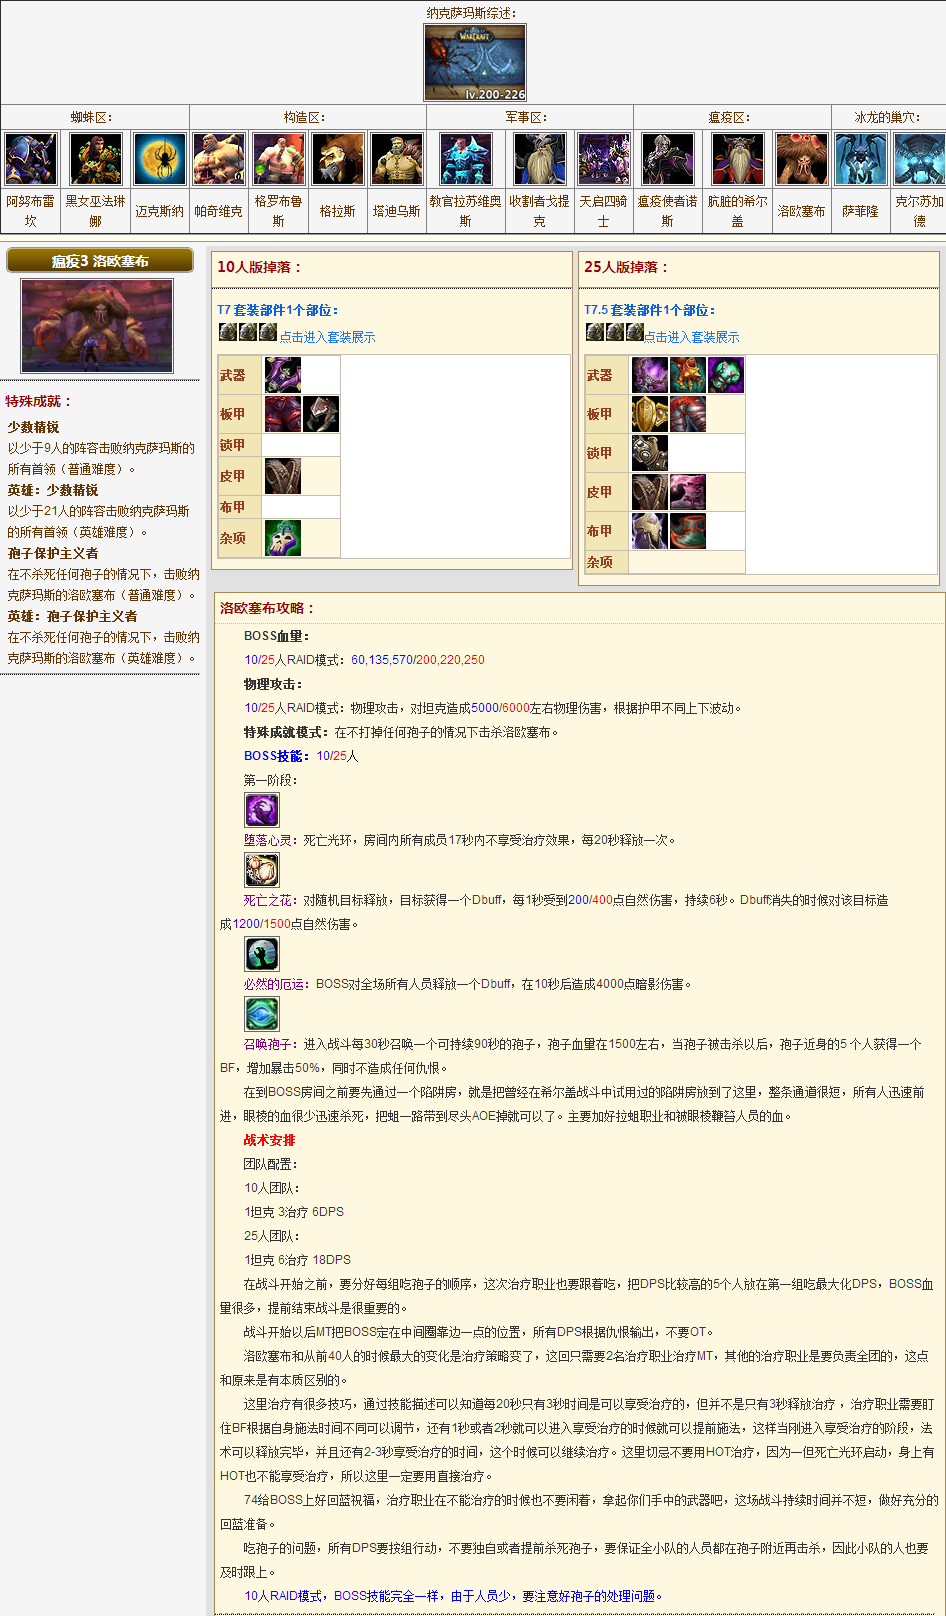 纳克萨玛斯综述：
WARCRAFT
lv.200-226
蜘蛛区：
构造区：
军事区：
瘟疫区：
冰龙的巢穴：
阿努布雷坎
黑女巫法琳娜
迈克斯纳
帕奇维克
格罗布鲁斯
格拉斯
塔迪乌斯
教官拉苏维奥斯
收割者戈提克
天启四骑士
瘟疫使者诺斯
肮脏的希尔盖
洛欧塞布
萨菲隆
克尔苏加德
瘟疫3 洛欧塞布
特殊成就：
少数精锐
以少于9人的阵容击败纳克萨玛斯的
所有首领（普通难度）。
英雄：少数精锐
以少于21人的阵容击败纳克萨玛斯
的所有首领（英雄难度）。
孢子保护主义者
在不杀死任何孢子的情况下，击败纳
克萨玛斯的洛欧塞布（普通难度）。
英雄：孢子保护主义者
在不杀死任何孢子的情况下，击败纳
克萨玛斯的洛欧塞布（英雄难度）。
10人版掉落：
T7 套装部件1个部位：
点击进入套装展示
武器
板甲
锁甲
皮甲
布甲
杂项
25人版掉落：
T7.5 套装部件1个部位：
点击进入套装展示
武器
板甲
锁甲
皮甲
布甲
杂项
洛欧塞布攻略：
BOSS血量：
10/25人RAID模式：60,135,570/200,220,250
物理攻击：
10/25人RAID模式：物理攻击，对坦克造成5000/6000左右物理伤害，根据护甲不同上下波动。
特殊成就模式：在不打掉任何孢子的情况下击杀洛欧塞布。
BOSS技能：10/25人
第一阶段：
堕落心灵：死亡光环，房间内所有成员17秒内不享受治疗效果，每20秒释放一次。
死亡之花：对随机目标释放，目标获得一个Dbuff，每1秒受到200/400点自然伤害，持续6秒。Dbuff消失的时候对该目标造
成1200/1500点自然伤害。
必然的厄运：BOSS对全场所有人员释放一个Dbuff，在10秒后造成4000点暗影伤害。
召唤孢子：进入战斗每30秒召唤一个可持续90秒的孢子，孢子血量在1500左右，当孢子被击杀以后，孢子近身的5 个人获得一个
BF，增加暴击50%，同时不造成任何仇恨。
在到BOSS房间之前要先通过一个陷阱房，就是把曾经在希尔盖战斗中试用过的陷阱房放到了这里，整条通道很短，所有人迅速前
进，眼棱的血很少迅速杀死，把蛆一路带到尽头AOE掉就可以了。主要加好拉蛆职业和被眼棱鞭笞人员的血。
战术安排
团队配置：
10人团队：
1坦克 3治疗 6DPS
25人团队：
1坦克 6治疗 18DPS
在战斗开始之前，要分好每组吃孢子的顺序，这次治疗职业也要跟着吃，把DPS比较高的5个人放在第一组吃最大化DPS，BOSS血
量很多，提前结束战斗是很重要的。
战斗开始以后MT把BOSS定在中间圈靠边一点的位置，所有DPS根据仇恨输出，不要OT。
洛欧塞布和从前40人的时候最大的变化是治疗策略变了，这回只需要2名治疗职业治疗MT，其他的治疗职业是要负责全团的，这点
和原来是有本质区别的。
这里治疗有很多技巧，通过技能描述可以知道每20秒只有3秒时间是可以享受治疗的，但并不是只有3秒释放治疗 ，治疗职业需要盯
住BF根据自身施法时间不同可以调节，还有1秒或者2秒就可以进入享受治疗的时候就可以提前施法，这样当刚进入享受治疗的阶段，法
术可以释放完毕，并且还有2-3秒享受治疗的时间，这个时候可以继续治疗。这里切忌不要用HOT治疗，因为一但死亡光环启动，身上有
HOT也不能享受治疗，所以这里一定要用直接治疗。
74给BOSS上好回蓝祝福，治疗职业在不能治疗的时候也不要闲着，拿起你们手中的武器吧，这场战斗持续时间并不短，做好充分的
回蓝准备。
吃孢子的问题，所有DPS要按组行动，不要独自或者提前杀死孢子，要保证全小队的人员都在孢子附近再击杀，因此小队的人也要
及时跟上。
10人RAID模式，BOSS技能完全一样，由于人员少，要注意好孢子的处理问题。